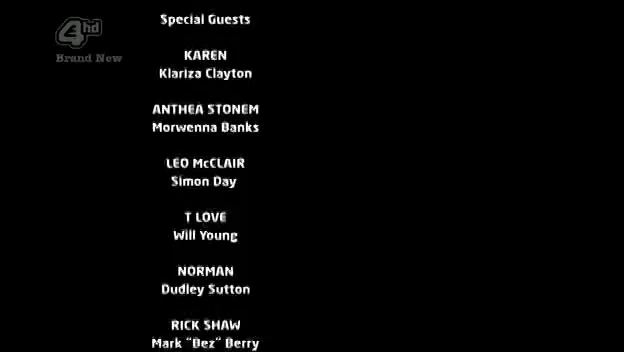 4hd
Brand New
Special Guests
KAREN
Klariza Clayton
ANTHEA STONEM
Morwenna Banks
LEO McCLAIR
Simon Day
T LOVE
Will Young
NORMAN
Dudley Sutton
RICK SHAW
Mark "Bez" Berry